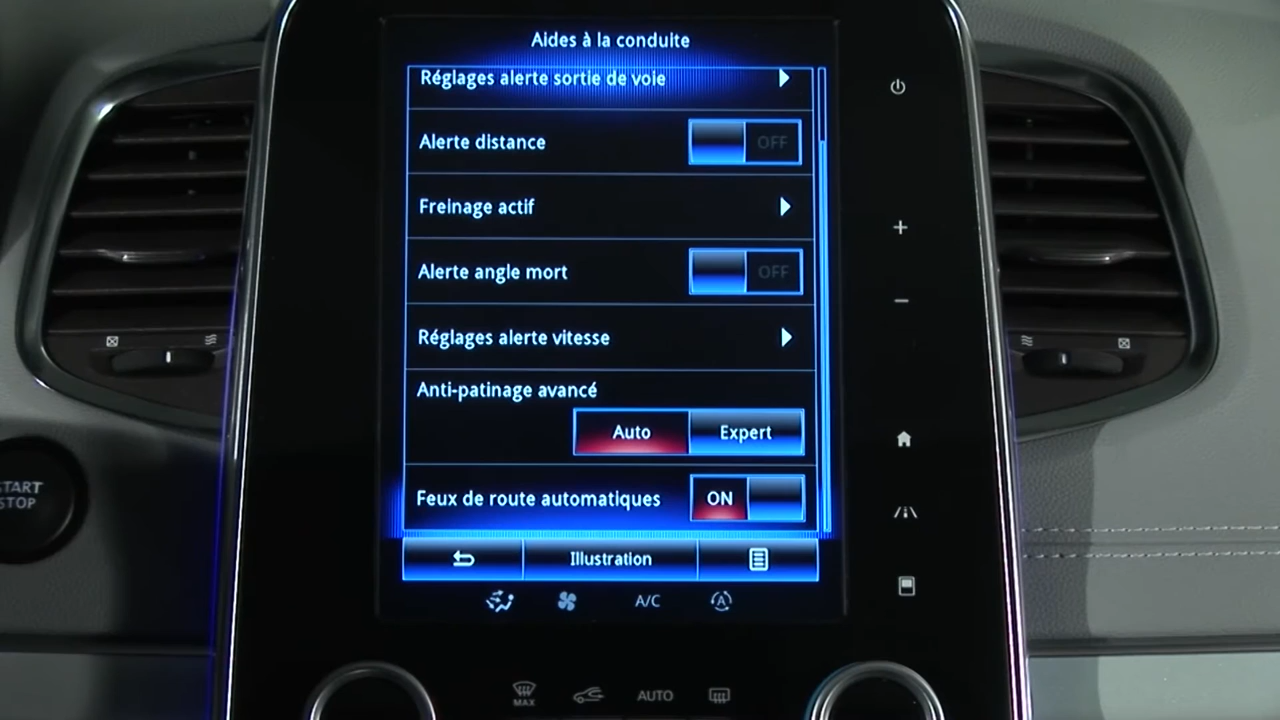 Aides à la conduite
Réglages alerte sortie de voie
Alerte distance
OFF
Freinage actif
Alerte angle mort
OFF
Réglages alerte vitesse
Anti-patinage avancé
Auto Expert
Feux de route automatiques ON
START
STOP
Illustration
A/C
A
MAX
AUTO